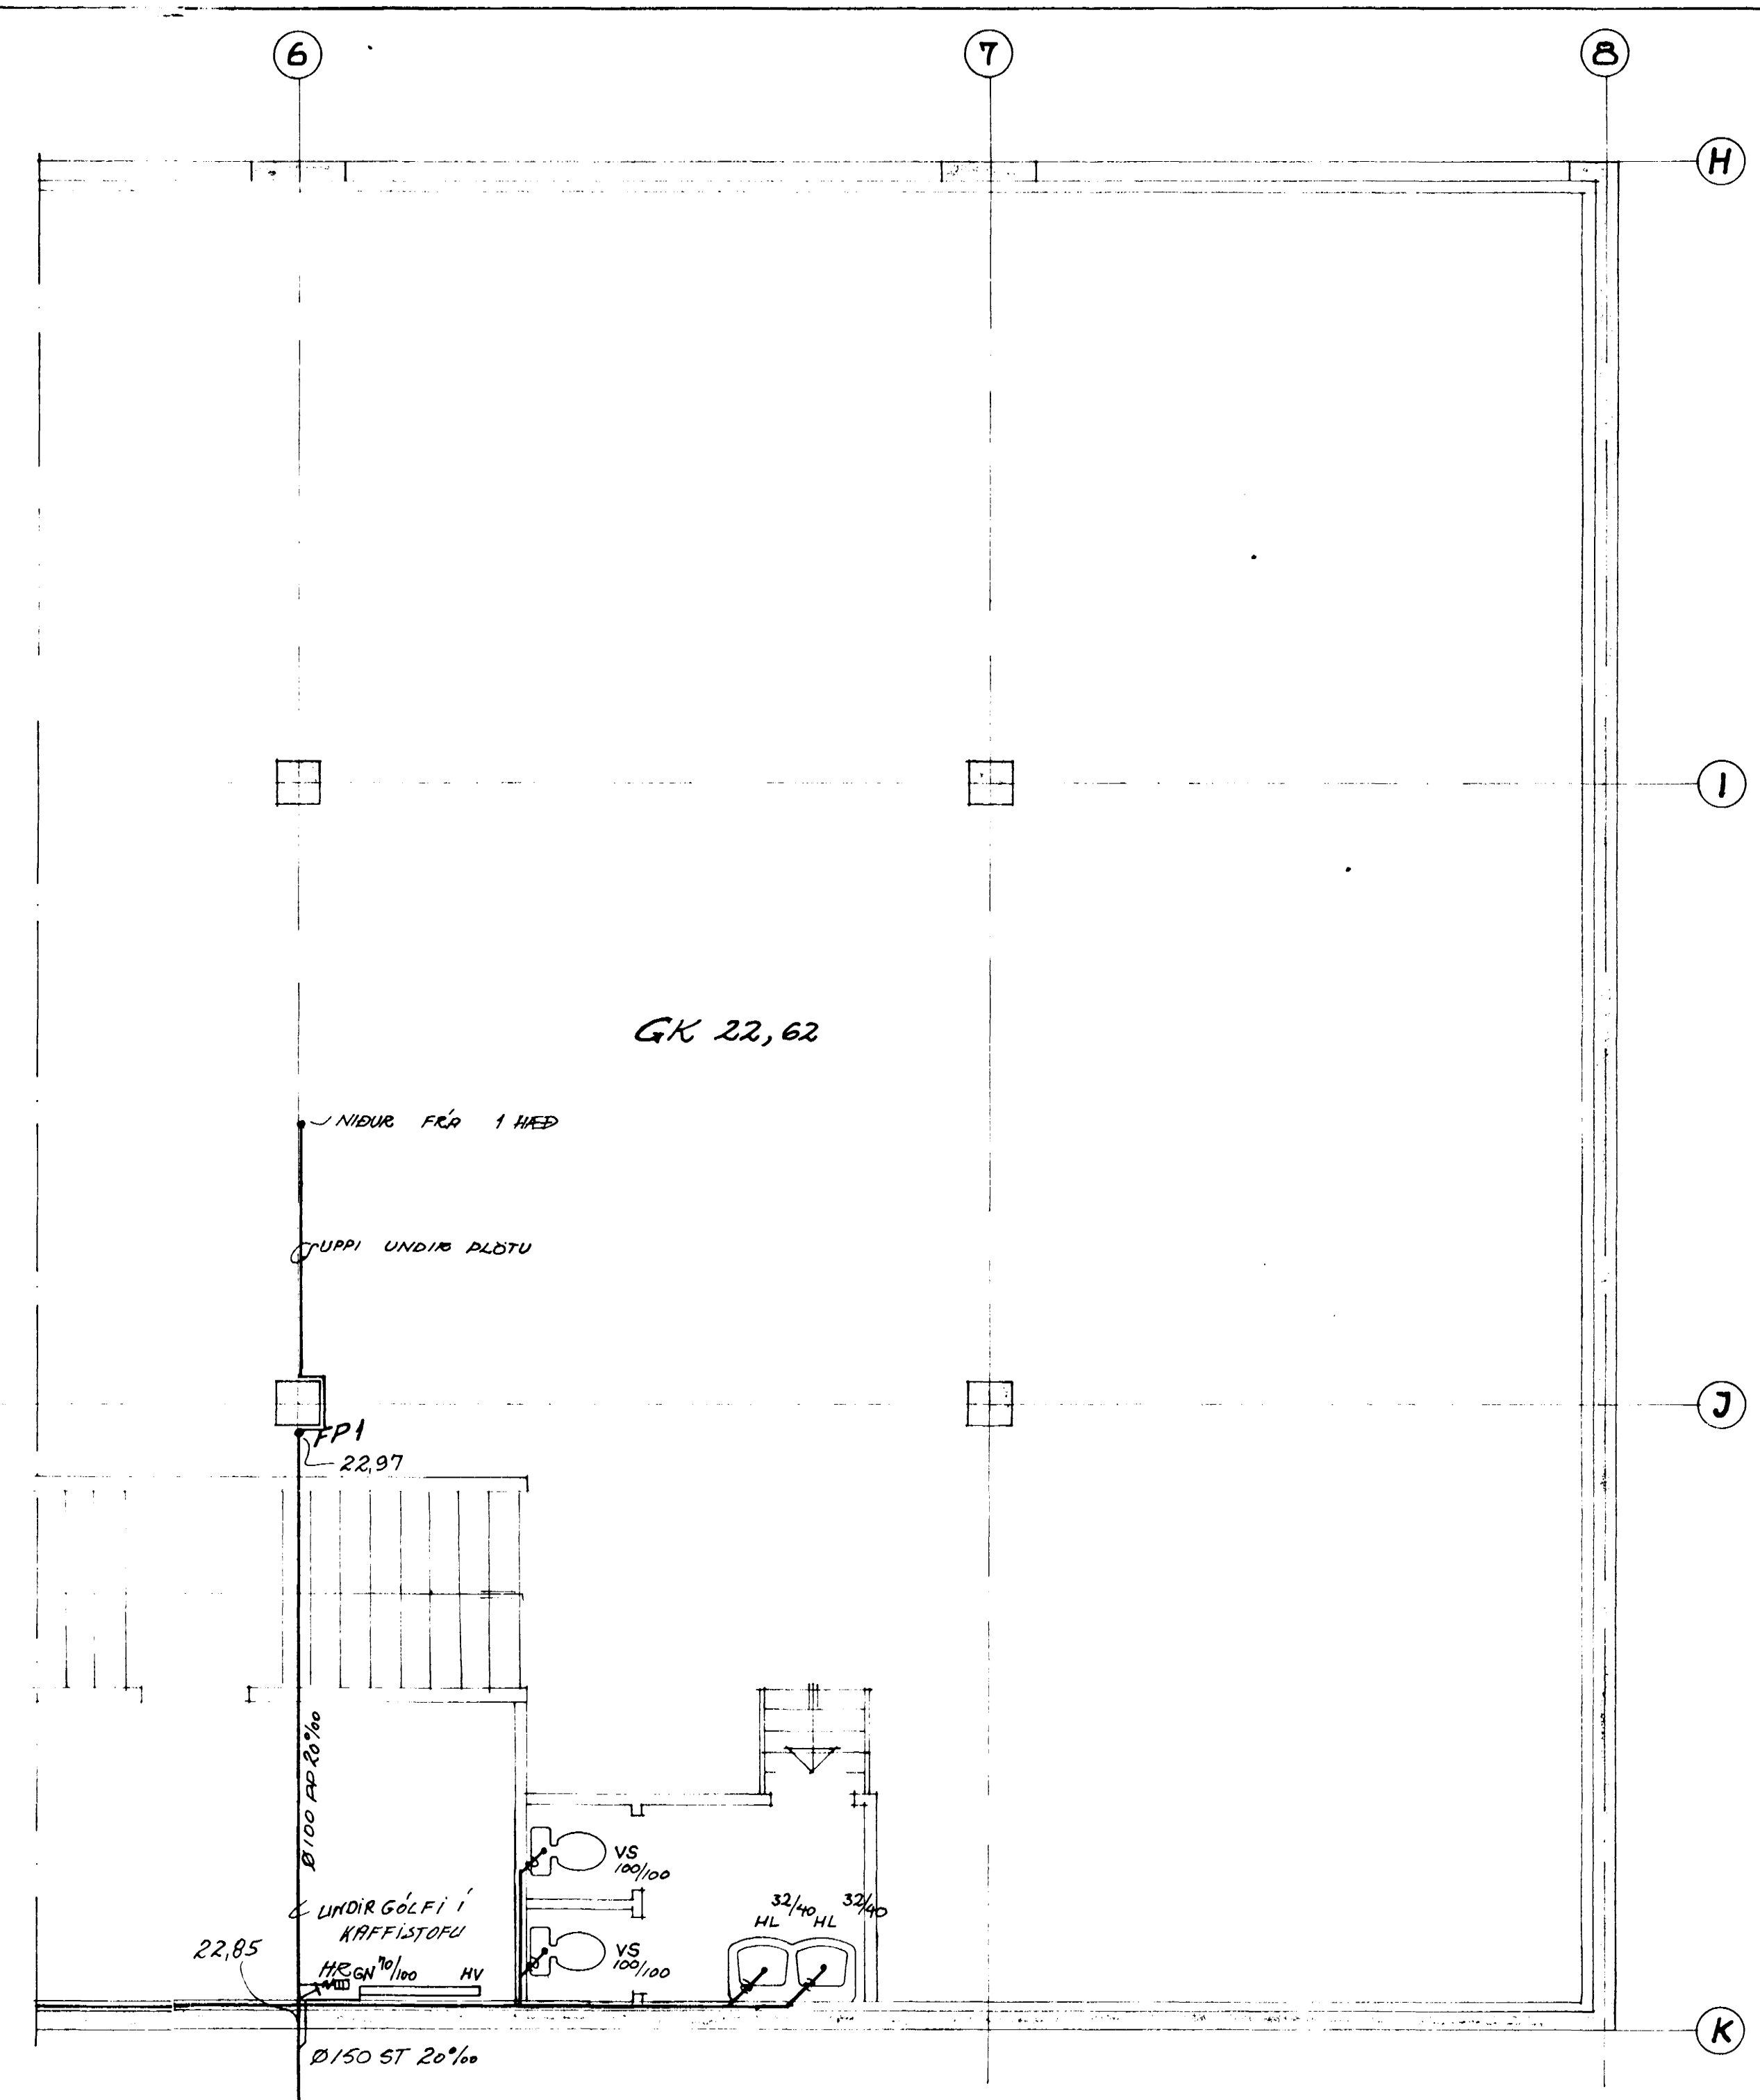 6
7
8
H
I
GK 22,62
NIÐUR FRÁ 1 HÆÐ
UPPI UNDIR PLÖTU
J
FP1
22,97
Ø100 PP 20‰
VS
100/100
UNDIR GÓLFI Í
KAFFISTOFU
32/40 32/40
HL HL
22,85
HR GN 70/100 HV
VS
100/100
K
Ø150 ST 20‰